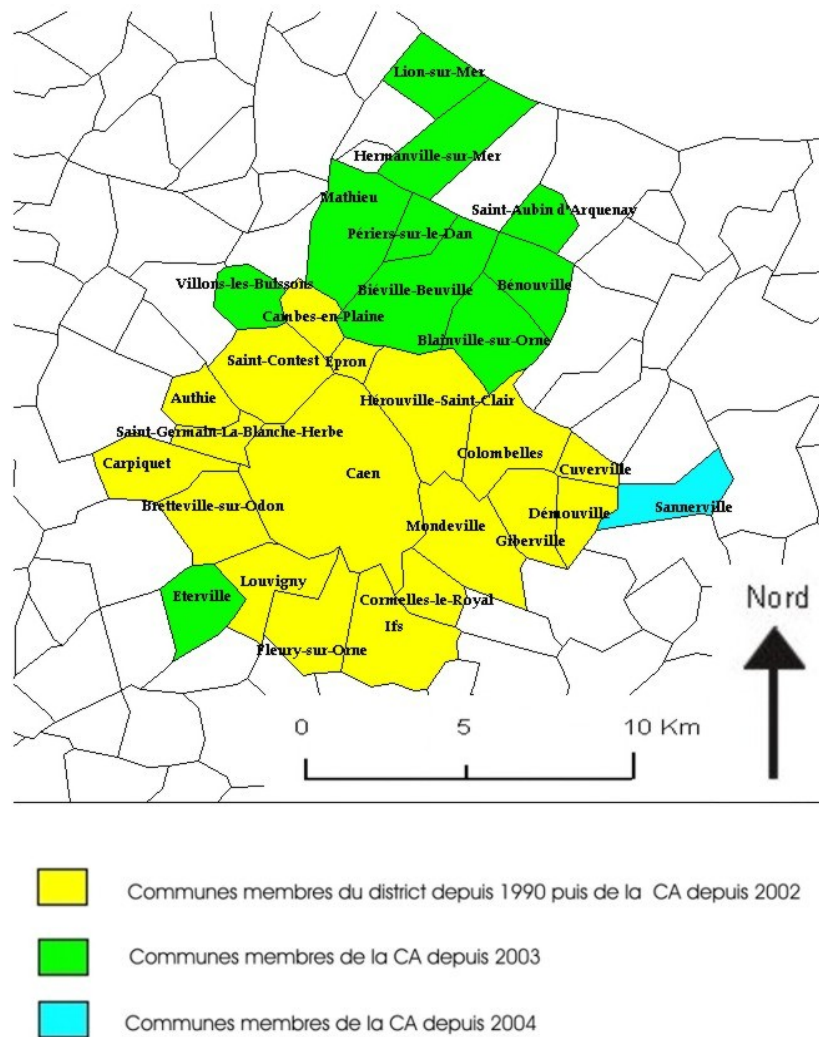 Lion-sur-Mer
Hermanville-sur-Mer
Mathieu
Saint-Aubin d'Arquenay
Périers-sur-le-Dan
Villons-les-Buissons
Biéville-Beuville
Bénouville
Cambes-en-Plaine
Blainville-sur-Orne
Saint-Contest
Epron
Authie
Hérouville-Saint-Clair
Saint-Germain-La-Blanche-Herbe
Colombelles
Carpiquet
Caen
Cuverville
Bretteville-sur-Odon
Démouville
Sannerville
Mondeville
Giberville
Louvigny
Eterville
Cormelles-le-Royal
Ifs
Fleury-sur-Orne
Nord
0 5 10 Km
Communes membres du district depuis 1990 puis de la CA depuis 2002
Communes membres de la CA depuis 2003
Communes membres de la CA depuis 2004